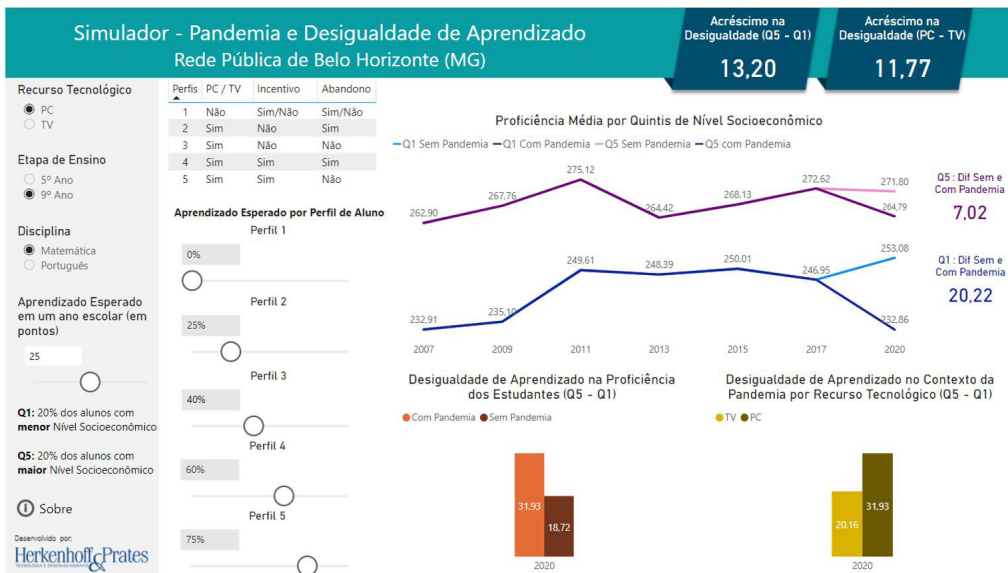 Simulador - Pandemia e Desigualdade de Aprendizado
Rede Pública de Belo Horizonte (MG)
Acréscimo na
Desigualdade (Q5 - Q1)
13,20
Acréscimo na
Desigualdade (PC - TV)
11,77
Recurso Tecnológico
PC
TV
Etapa de Ensino
5º Ano
9º Ano
Disciplina
Matemática
Português
Aprendizado Esperado
em um ano escolar (em
pontos)
25
Q1: 20% dos alunos com
menor Nível Socioeconômico
Q5: 20% dos alunos com
maior Nível Socioeconômico
Sobre
Desenvolvido por:
Herkenhoff & Prates
TECNOLOGIA E DESENVOLVIMENTO
Perfis PC / TV Incentivo Abandono
1 Não Sim/Não Sim/Não
2 Sim Não Sim
3 Sim Não Não
4 Sim Sim Sim
5 Sim Sim Não
Aprendizado Esperado por Perfil de Aluno
Perfil 1
0%
Perfil 2
25%
Perfil 3
40%
Perfil 4
60%
Perfil 5
75%
Proficiência Média por Quintis de Nível Socioeconômico
Q1 Sem Pandemia Q1 Com Pandemia Q5 Sem Pandemia Q5 com Pandemia
262,90 267,76 275,12 264,42 268,13 272,62 271,80 264,79
232,91 235,10 249,61 248,39 250,01 246,95 253,08 232,86
2007 2009 2011 2013 2015 2017 2020
Q5 : Dif Sem e
Com Pandemia
7,02
Q1 : Dif Sem e
Com Pandemia
20,22
Desigualdade de Aprendizado na Proficiência
dos Estudantes (Q5 - Q1)
Com Pandemia Sem Pandemia
31,93 18,72
2020
Desigualdade de Aprendizado no Contexto da
Pandemia por Recurso Tecnológico (Q5 - Q1)
TV PC
20,16 31,93
2020